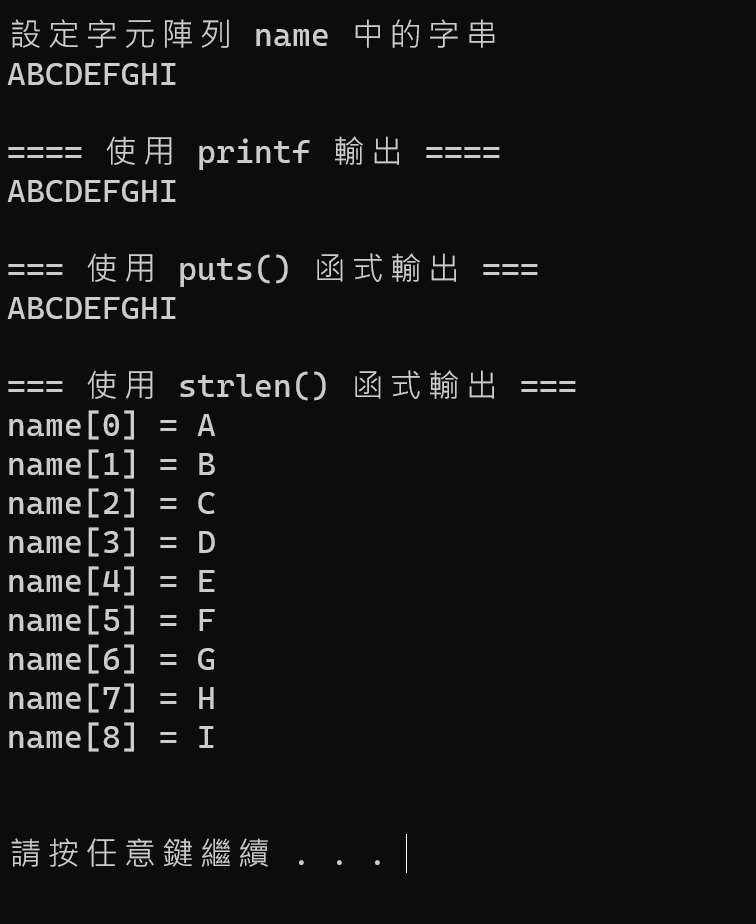 設定字元陣列 name 中的字串
ABCDEFGHI
==== 使用 printf 輸出 ====
ABCDEFGHI
=== 使用 puts() 函式輸出 ===
ABCDEFGHI
=== 使用 strlen() 函式輸出 ===
name[0] = A
name[1] = B
name[2] = C
name[3] = D
name[4] = E
name[5] = F
name[6] = G
name[7] = H
name[8] = I
請按任意鍵繼續 . . .